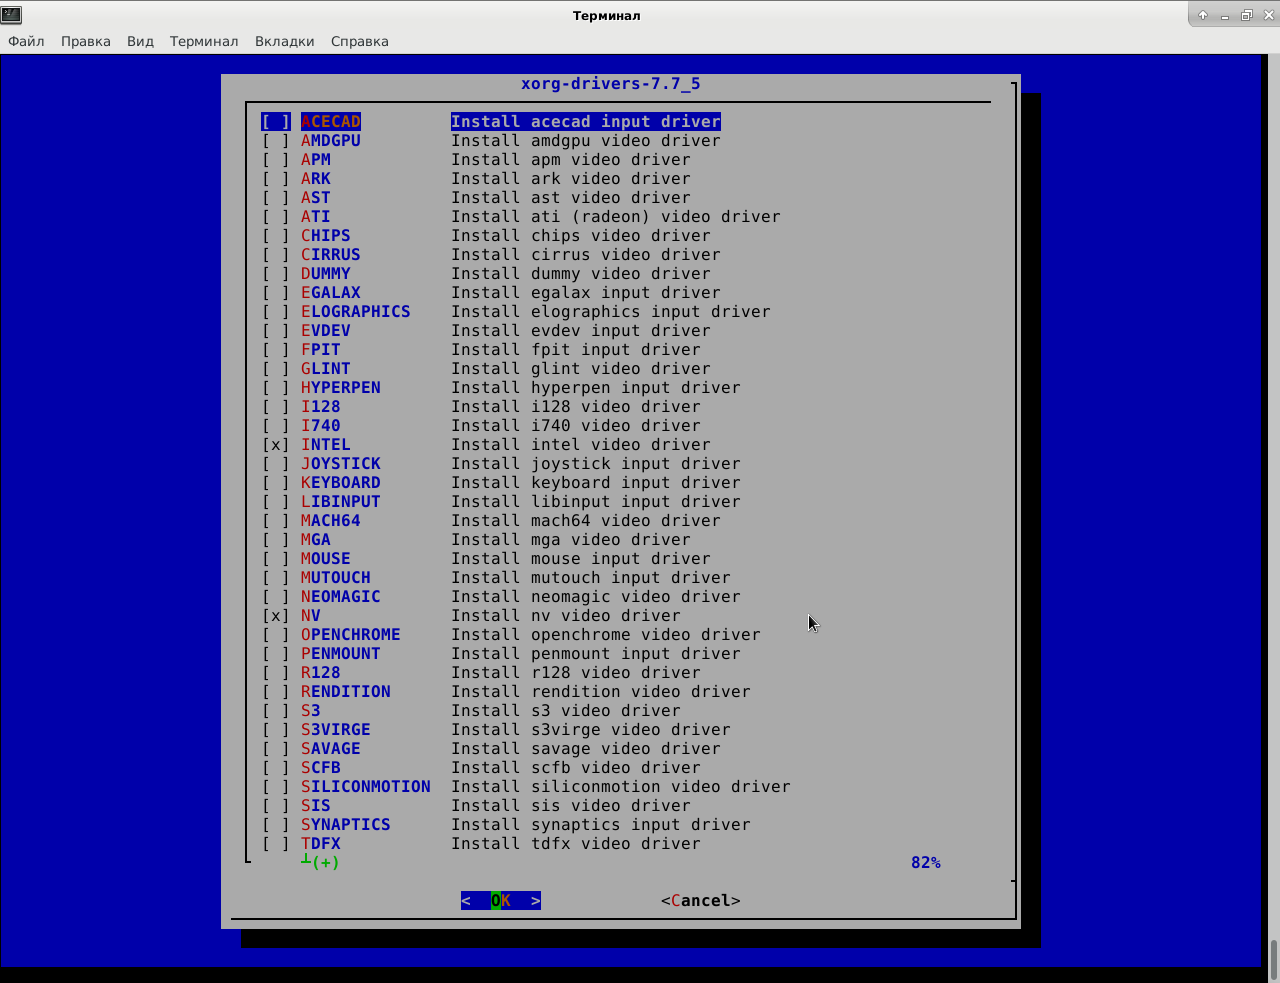 Терминал
Файл Правка Вид Терминал Вкладки Справка
xorg-drivers-7.7_5
[ ] ACECAD Install acecad input driver
[ ] AMDGPU Install amdgpu video driver
[ ] APM Install apm video driver
[ ] ARK Install ark video driver
[ ] AST Install ast video driver
[ ] ATI Install ati (radeon) video driver
[ ] CHIPS Install chips video driver
[ ] CIRRUS Install cirrus video driver
[ ] DUMMY Install dummy video driver
[ ] EGALAX Install egalax input driver
[ ] ELOGRAPHICS Install elographics input driver
[ ] EVDEV Install evdev input driver
[ ] FPIT Install fpit input driver
[ ] GLINT Install glint video driver
[ ] HYPERPEN Install hyperpen input driver
[ ] I128 Install i128 video driver
[ ] I740 Install i740 video driver
[x] INTEL Install intel video driver
[ ] JOYSTICK Install joystick input driver
[ ] KEYBOARD Install keyboard input driver
[ ] LIBINPUT Install libinput input driver
[ ] MACH64 Install mach64 video driver
[ ] MGA Install mga video driver
[ ] MOUSE Install mouse input driver
[ ] MUTOUCH Install mutouch input driver
[ ] NEOMAGIC Install neomagic video driver
[x] NV Install nv video driver
[ ] OPENCHROME Install openchrome video driver
[ ] PENMOUNT Install penmount input driver
[ ] R128 Install r128 video driver
[ ] RENDITION Install rendition video driver
[ ] S3 Install s3 video driver
[ ] S3VIRGE Install s3virge video driver
[ ] SAVAGE Install savage video driver
[ ] SCFB Install scfb video driver
[ ] SILICONMOTION Install siliconmotion video driver
[ ] SIS Install sis video driver
[ ] SYNAPTICS Install synaptics input driver
[ ] TDFX Install tdfx video driver
┴(+) 82%
< OK > <Cancel>